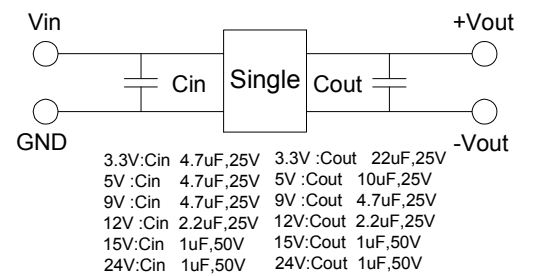 Vin +Vout
Cin Single Cout
GND -Vout
3.3V:Cin 4.7uF,25V 3.3V :Cout 22uF,25V
5V :Cin 4.7uF,25V 5V :Cout 10uF,25V
9V :Cin 4.7uF,25V 9V :Cout 4.7uF,25V
12V :Cin 2.2uF,25V 12V:Cout 2.2uF,25V
15V:Cin 1uF,50V 15V:Cout 1uF,50V
24V:Cin 1uF,50V 24V:Cout 1uF,50V